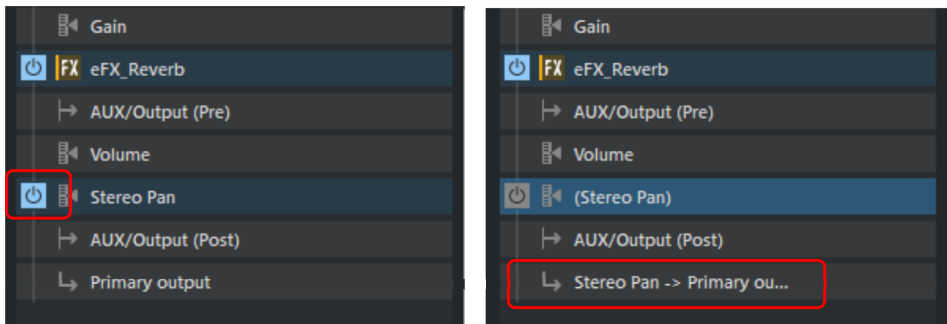 Gain
FX eFX_Reverb
AUX/Output (Pre)
Volume
Stereo Pan
AUX/Output (Post)
Primary output
Gain
FX eFX_Reverb
AUX/Output (Pre)
Volume
(Stereo Pan)
AUX/Output (Post)
Stereo Pan -> Primary ou...